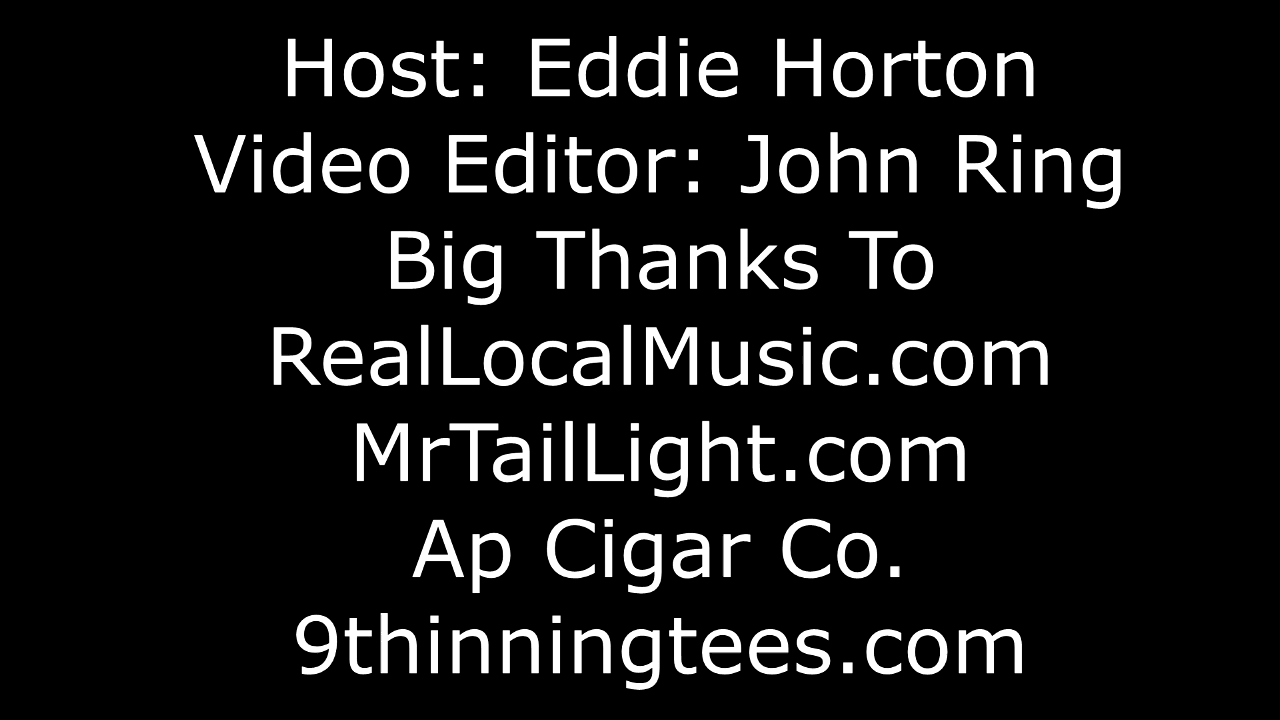 Host: Eddie Horton
Video Editor: John Ring
Big Thanks To
RealLocalMusic.com
MrTailLight.com
Ap Cigar Co.
9thinningtees.com